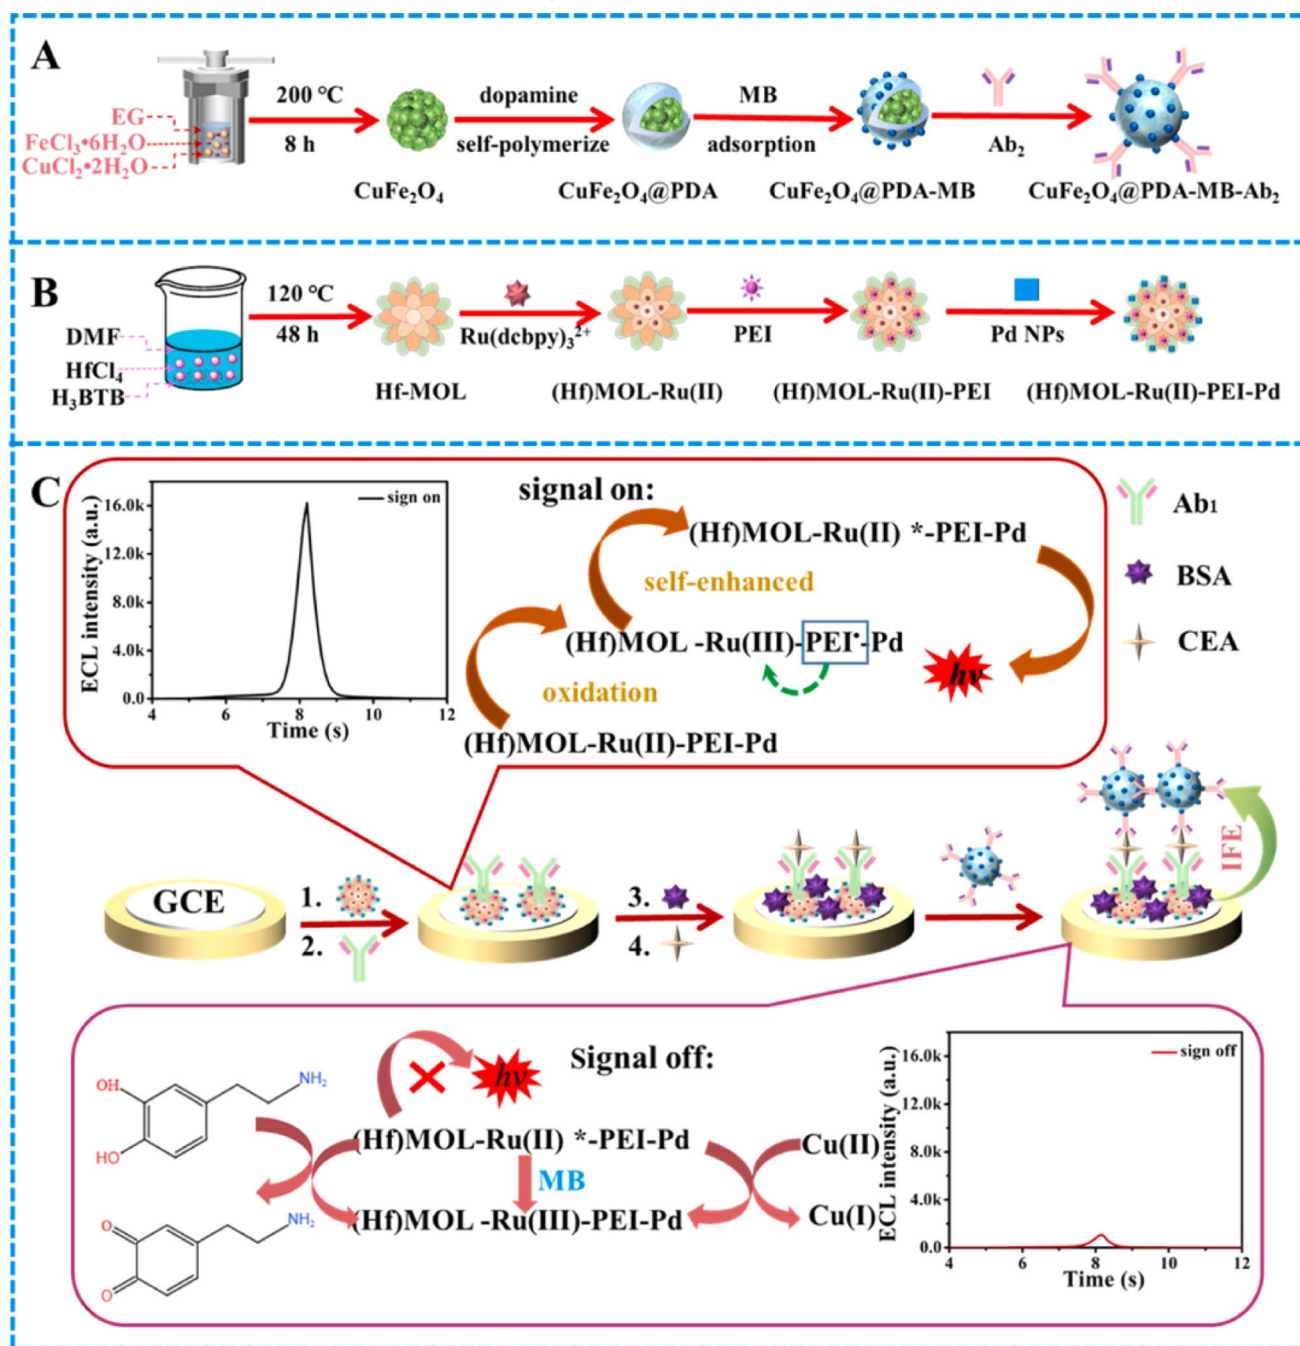 A
EG
FeCl₃•6H₂O
CuCl₂•2H₂O
200 °C
8 h
dopamine
self-polymerize
MB
adsorption
Ab₂
CuFe₂O₄
CuFe₂O₄@PDA
CuFe₂O₄@PDA-MB
CuFe₂O₄@PDA-MB-Ab₂
B
DMF
HfCl₄
H₃BTB
120 °C
48 h
Ru(dcbpy)₃²⁺
PEI
Pd NPs
Hf-MOL
(Hf)MOL-Ru(II)
(Hf)MOL-Ru(II)-PEI
(Hf)MOL-Ru(II)-PEI-Pd
C
ECL intensity (a.u.)
16.0k
12.0k
8.0k
4.0k
0.0
4 6 8 10 12
Time (s)
sign on
signal on:
(Hf)MOL-Ru(II) *-PEI-Pd
self-enhanced
(Hf)MOL -Ru(III)-PEI•-Pd
hv
oxidation
(Hf)MOL-Ru(II)-PEI-Pd
Ab₁
BSA
CEA
GCE
1.
2.
3.
4.
IFE
Signal off:
hv
OH
HO
NH₂
(Hf)MOL-Ru(II) *-PEI-Pd
MB
(Hf)MOL -Ru(III)-PEI-Pd
Cu(II)
Cu(I)
O
O
NH₂
ECL intensity (a.u.)
16.0k
12.0k
8.0k
4.0k
0.0
4 6 8 10 12
Time (s)
sign off